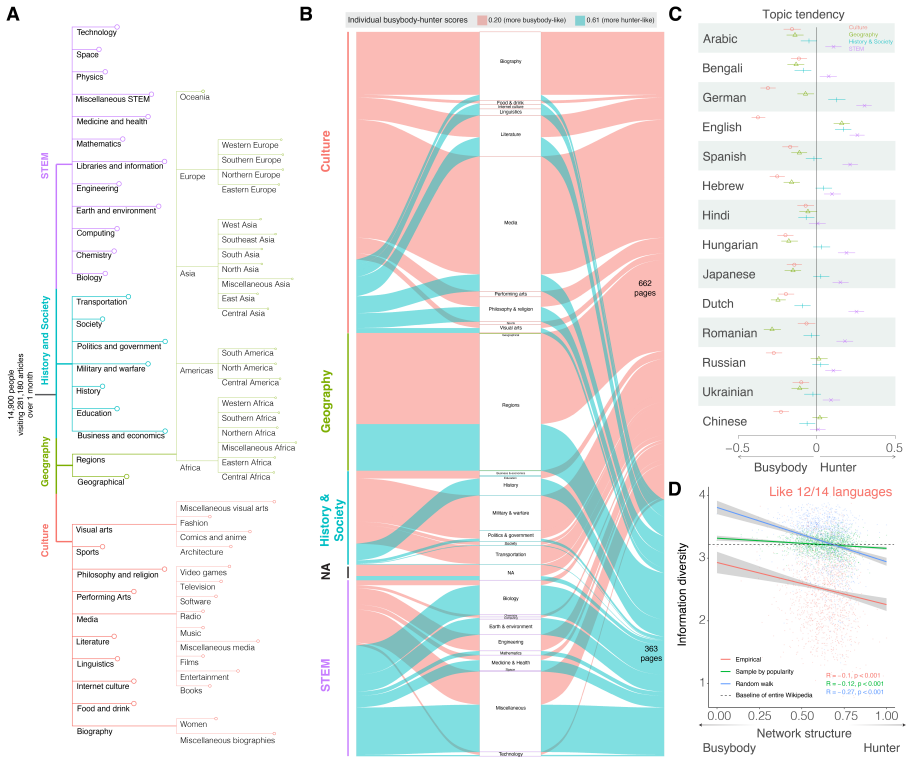 A
Technology
Space
Physics
Miscellaneous STEM
Medicine and health
Mathematics
Libraries and information
Engineering
Earth and environment
Computing
Chemistry
Biology
STEM
Transportation
Society
Politics and government
Military and warfare
History
Education
Business and economics
History and Society
14,900 people
visiting 281,180 articles
over 1 month
Regions
Geographical
Geography
Visual arts
Sports
Philosophy and religion
Performing Arts
Media
Literature
Linguistics
Internet culture
Food and drink
Biography
Culture
Oceania
Europe
Western Europe
Southern Europe
Northern Europe
Eastern Europe
Asia
West Asia
Southeast Asia
South Asia
North Asia
Miscellaneous Asia
East Asia
Central Asia
Americas
South America
North America
Central America
Africa
Western Africa
Southern Africa
Northern Africa
Miscellaneous Africa
Eastern Africa
Central Africa
Miscellaneous visual arts
Fashion
Comics and anime
Architecture
Video games
Television
Software
Radio
Music
Miscellaneous media
Films
Entertainment
Books
Women
Miscellaneous biographies
B
Individual busybody-hunter scores
0.20 (more busybody-like)
0.61 (more hunter-like)
Culture
Geography
History &
Society
NA
STEM
Biography
Food & drink
Internet culture
Linguistics
Literature
Media
Performing arts
Philosophy & religion
Visual arts
Regions
Business & economics
History
Military & warfare
Politics & government
Society
Transportation
NA
Biology
Earth & environment
Engineering
Mathematics
Medicine & Health
Miscellaneous
Technology
662
pages
363
pages
C
Topic tendency
Culture
Geography
History & Society
STEM
Arabic
Bengali
German
English
Spanish
Hebrew
Hindi
Hungarian
Japanese
Dutch
Romanian
Russian
Ukrainian
Chinese
−0.5 0 0.5
Busybody Hunter
D
Like 12/14 languages
Information diversity
4
3
2
1
Empirical
Sample by popularity
Random walk
Baseline of entire Wikipedia
R = −0.1, p < 0.001
R = −0.12, p < 0.001
R = −0.27, p < 0.001
0.00 0.25 0.50 0.75 1.00
Network structure
Busybody Hunter